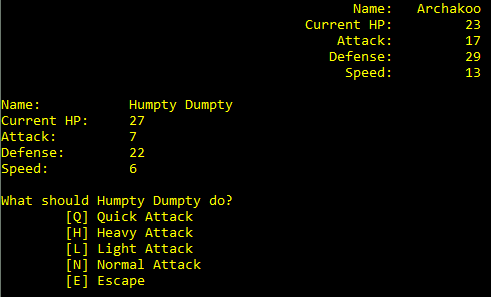 Name: Archakoo
Current HP: 23
Attack: 17
Defense: 29
Speed: 13
Name: Humpty Dumpty
Current HP: 27
Attack: 7
Defense: 22
Speed: 6
What should Humpty Dumpty do?
[Q] Quick Attack
[H] Heavy Attack
[L] Light Attack
[N] Normal Attack
[E] Escape